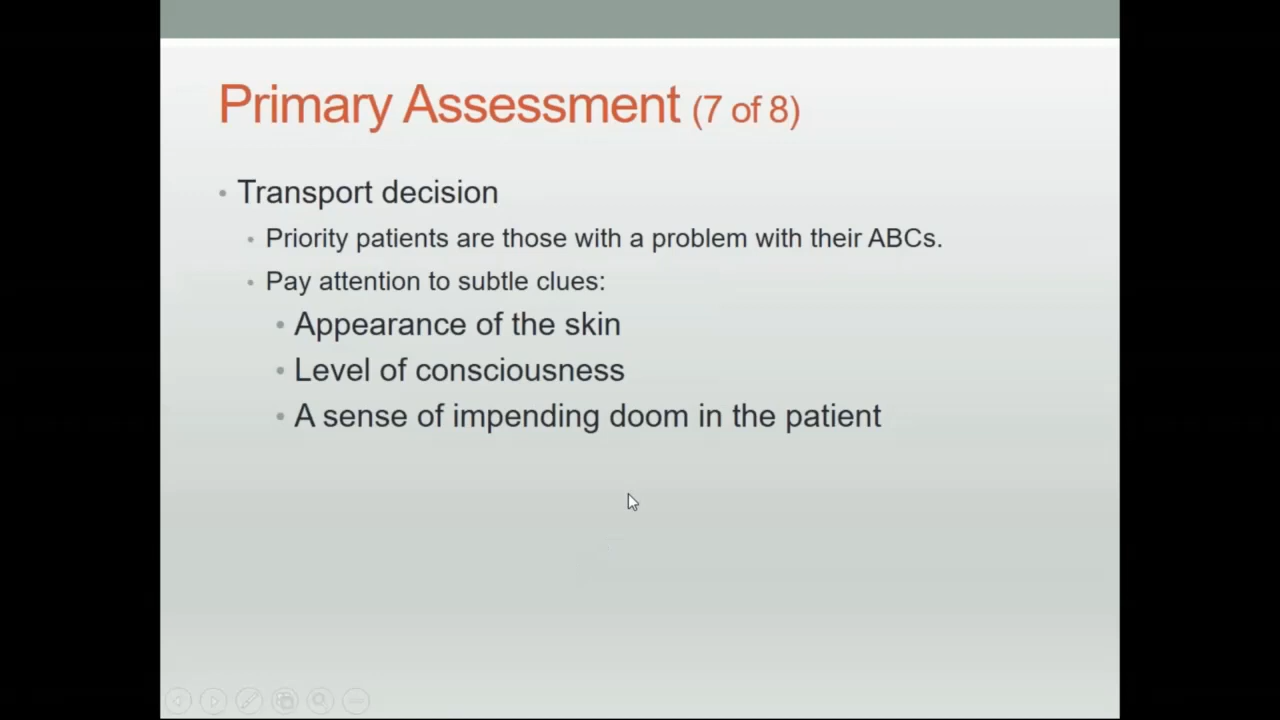 Primary Assessment (7 of 8)
• Transport decision
• Priority patients are those with a problem with their ABCs.
• Pay attention to subtle clues:
• Appearance of the skin
• Level of consciousness
• A sense of impending doom in the patient